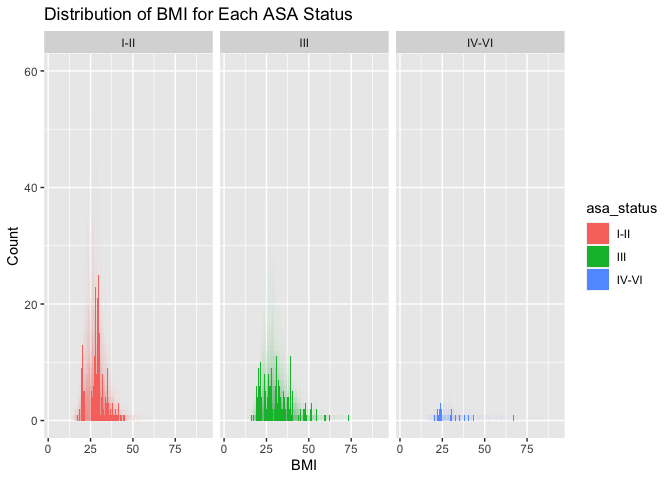 Distribution of BMI for Each ASA Status
I-II III IV-VI
60
40
20
0
0 25 50 75 0 25 50 75 0 25 50 75
BMI
Count
asa_status
I-II
III
IV-VI